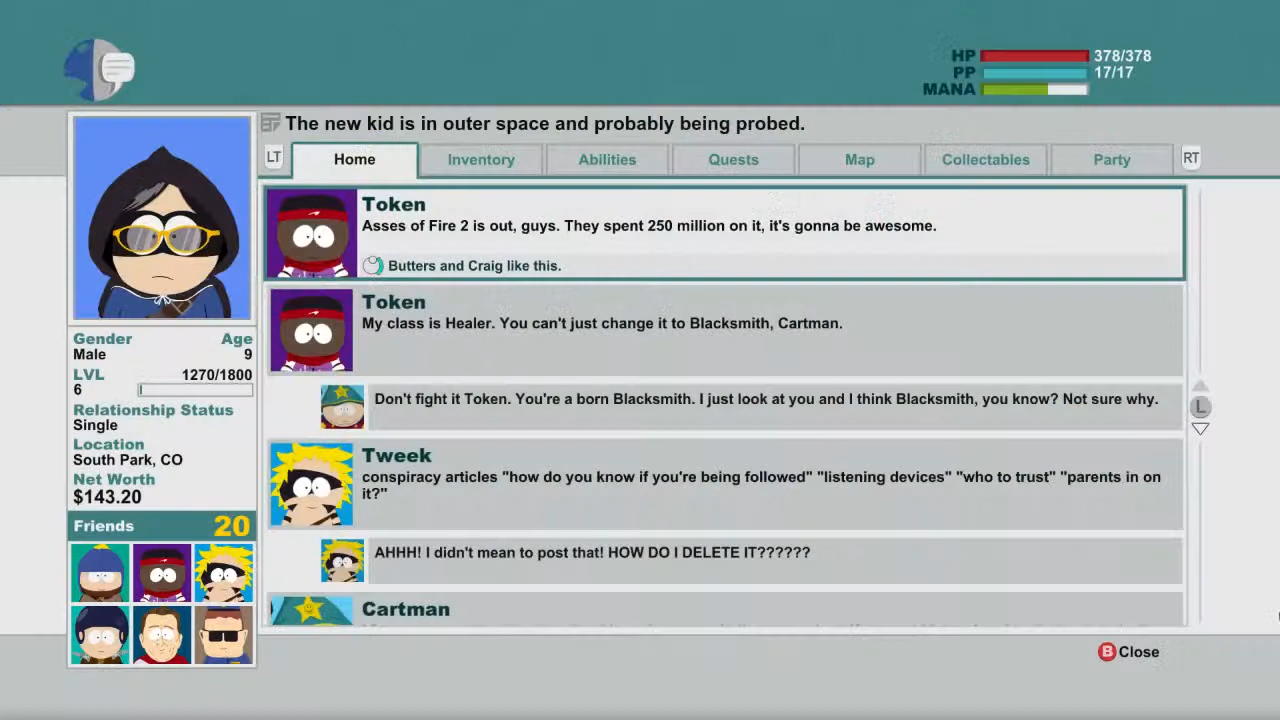 HP 378/378
PP 17/17
MANA
The new kid is in outer space and probably being probed.
LT Home Inventory Abilities Quests Map Collectables Party RT
Token
Asses of Fire 2 is out, guys. They spent 250 million on it, it's gonna be awesome.
Butters and Craig like this.
Token
My class is Healer. You can't just change it to Blacksmith, Cartman.
Don't fight it Token. You're a born Blacksmith. I just look at you and I think Blacksmith, you know? Not sure why.
Tweek
conspiracy articles "how do you know if you're being followed" "listening devices" "who to trust" "parents in on
it?"
AHHH! I didn't mean to post that! HOW DO I DELETE IT??????
Cartman
Gender Age
Male 9
LVL 1270/1800
6
Relationship Status
Single
Location
South Park, CO
Net Worth
$143.20
Friends 20
L
B Close